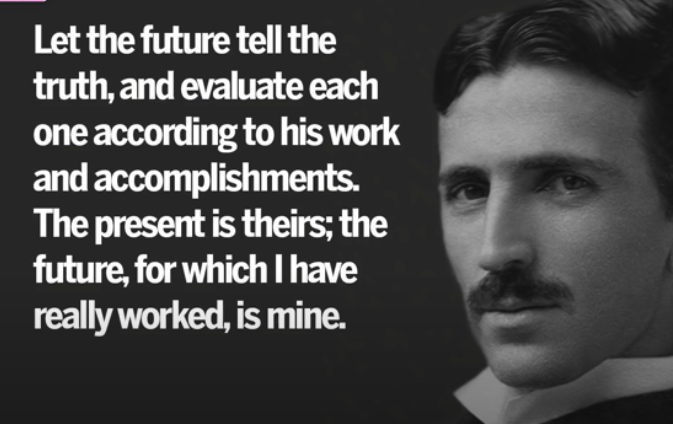 Let the future tell the
truth, and evaluate each
one according to his work
and accomplishments.
The present is theirs; the
future, for which I have
really worked, is mine.